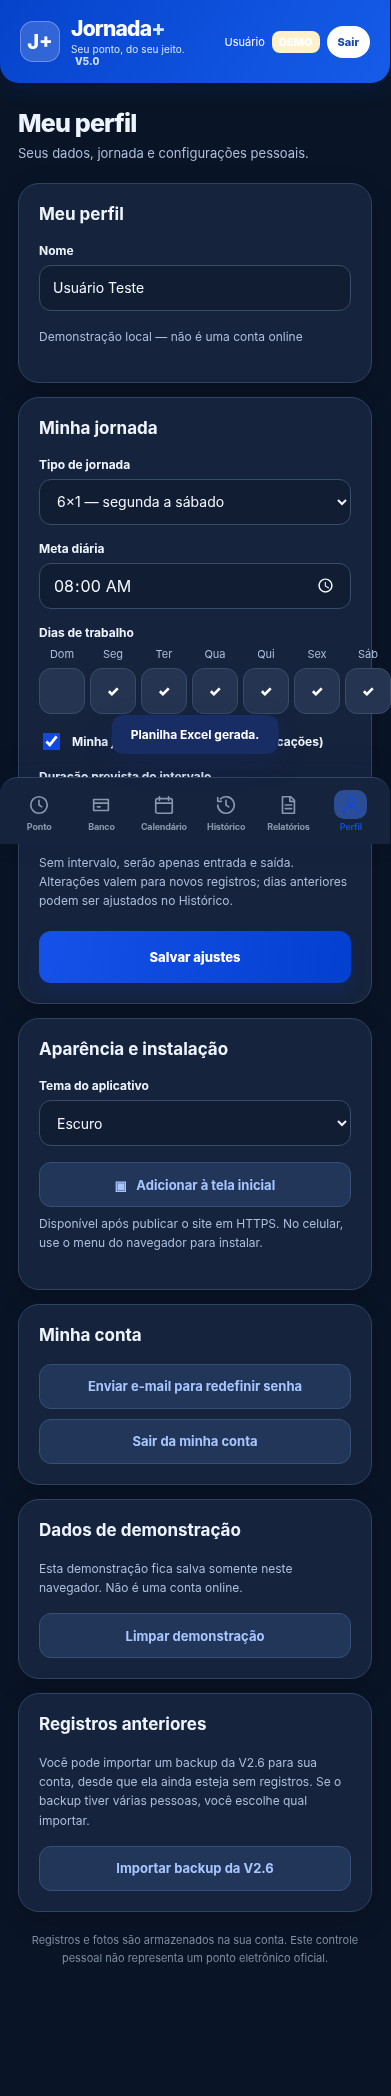 J+
Jornada+
Seu ponto, do seu jeito.
V5.0
Usuário
DEMO
Sair
Meu perfil
Seus dados, jornada e configurações pessoais.
Meu perfil
Nome
Usuário Teste
Demonstração local — não é uma conta online
Minha jornada
Tipo de jornada
6×1 — segunda a sábado
Meta diária
08:00 AM
Dias de trabalho
Dom Seg Ter Qua Qui Sex Sáb
Minha
Planilha Excel gerada.
Ponto Banco Calendário Histórico Relatórios Perfil
Sem intervalo, serão apenas entrada e saída.
Alterações valem para novos registros; dias anteriores
podem ser ajustados no Histórico.
Salvar ajustes
Aparência e instalação
Tema do aplicativo
Escuro
Adicionar à tela inicial
Disponível após publicar o site em HTTPS. No celular,
use o menu do navegador para instalar.
Minha conta
Enviar e-mail para redefinir senha
Sair da minha conta
Dados de demonstração
Esta demonstração fica salva somente neste
navegador. Não é uma conta online.
Limpar demonstração
Registros anteriores
Você pode importar um backup da V2.6 para sua
conta, desde que ela ainda esteja sem registros. Se o
backup tiver várias pessoas, você escolhe qual
importar.
Importar backup da V2.6
Registros e fotos são armazenados na sua conta. Este controle
pessoal não representa um ponto eletrônico oficial.